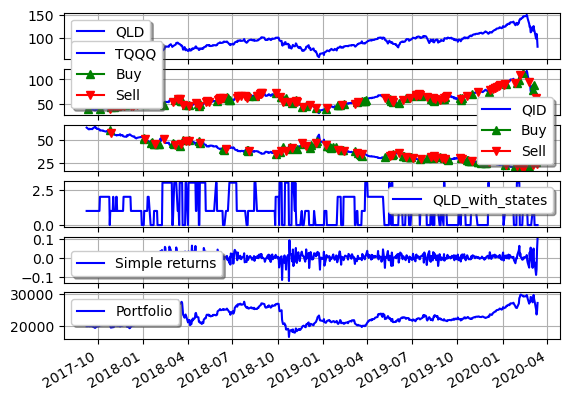 150
100
QLD
TQQQ
Buy
Sell
100
50
QID
Buy
Sell
50
25
2.5
0.0
QLD_with_states
0.1
0.0
−0.1
Simple returns
30000
20000
Portfolio
2017-10
2018-01
2018-04
2018-07
2018-10
2019-01
2019-04
2019-07
2019-10
2020-01
2020-04